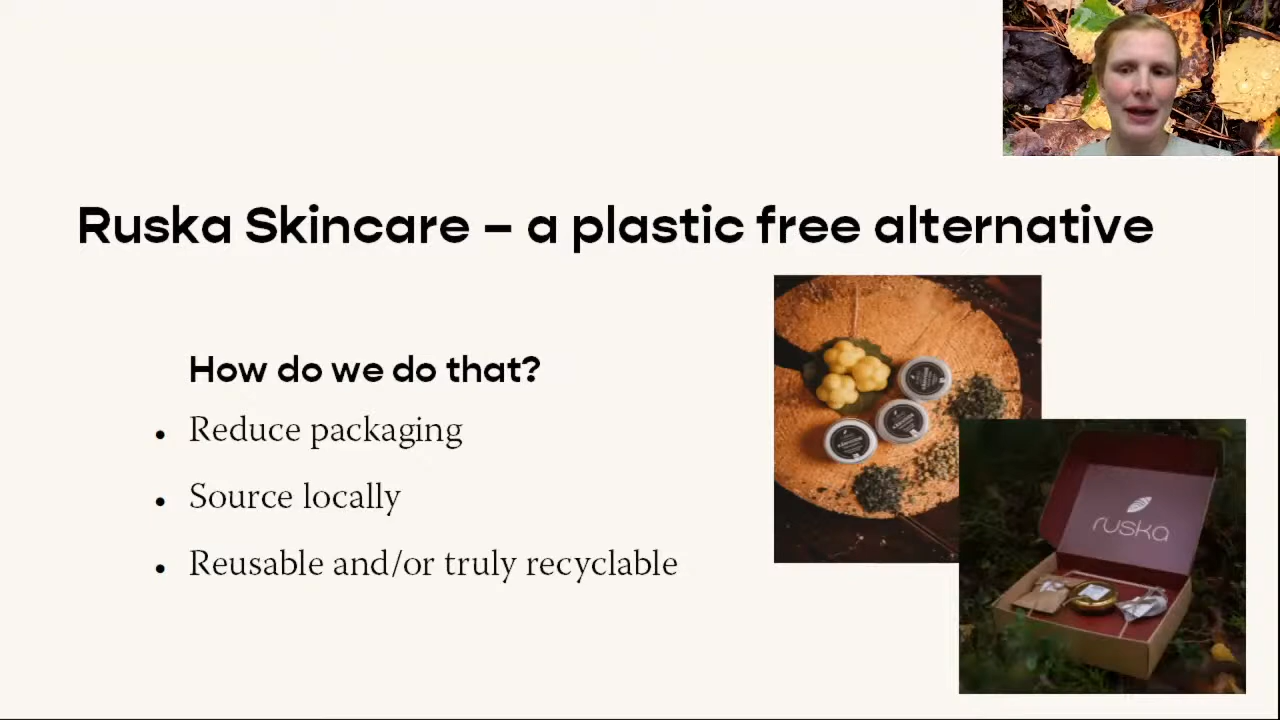 Ruska Skincare – a plastic free alternative
How do we do that?
• Reduce packaging
• Source locally
• Reusable and/or truly recyclable
ruska